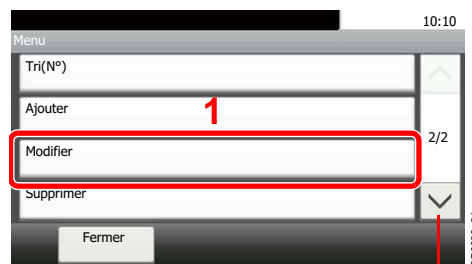 10:10
Menu
Tri(N°)
Ajouter
1
Modifier
2/2
Supprimer
Fermer